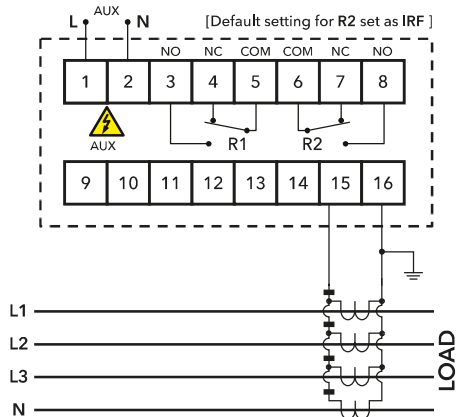 AUX
L N [Default setting for R2 set as IRF ]
NO NC COM COM NC NO
1 2 3 4 5 6 7 8
AUX R1 R2
9 10 11 12 13 14 15 16
L1
L2
L3
N
LOAD